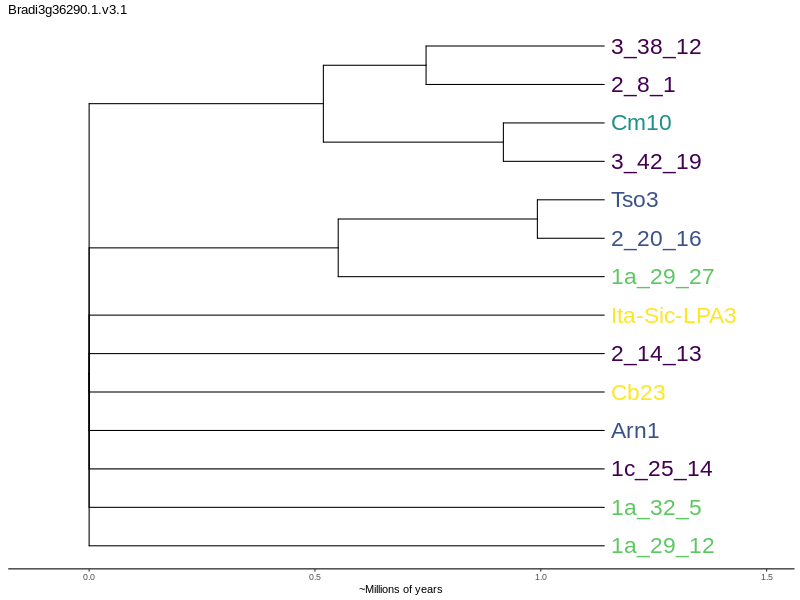 Bradi3g36290.1.v3.1
3_38_12
2_8_1
Cm10
3_42_19
Tso3
2_20_16
1a_29_27
Ita-Sic-LPA3
2_14_13
Cb23
Arn1
1c_25_14
1a_32_5
1a_29_12
0.0 0.5 1.0 1.5
~Millions of years